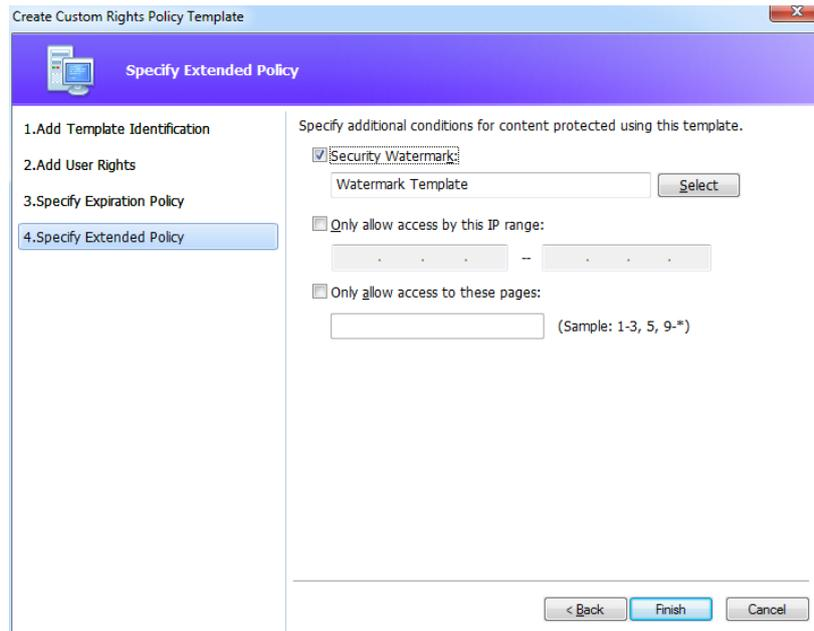 Create Custom Rights Policy Template
X
Specify Extended Policy
1.Add Template Identification
2.Add User Rights
3.Specify Expiration Policy
4.Specify Extended Policy
Specify additional conditions for content protected using this template.
Security Watermark:
Watermark Template
Select
Only allow access by this IP range:
. . . -- . . .
Only allow access to these pages:
(Sample: 1-3, 5, 9-*)
< Back
Finish
Cancel